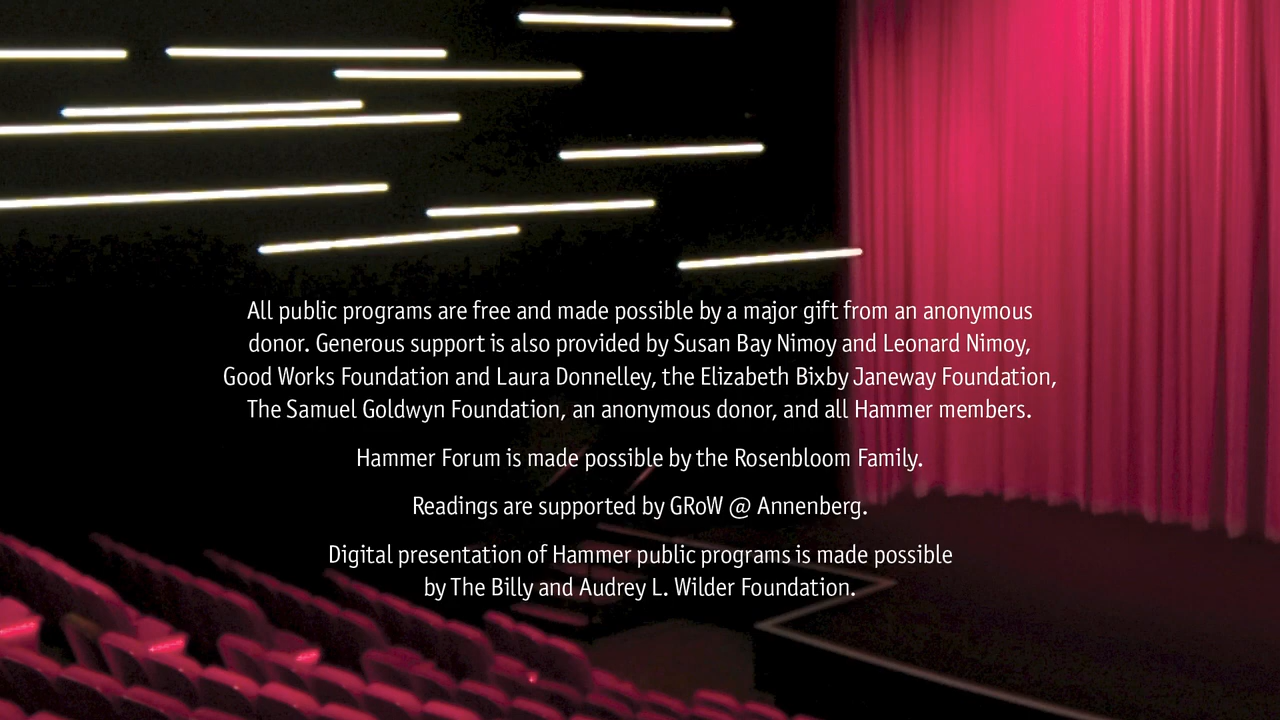 All public programs are free and made possible by a major gift from an anonymous
donor. Generous support is also provided by Susan Bay Nimoy and Leonard Nimoy,
Good Works Foundation and Laura Donnelley, the Elizabeth Bixby Janeway Foundation,
The Samuel Goldwyn Foundation, an anonymous donor, and all Hammer members.
Hammer Forum is made possible by the Rosenbloom Family.
Readings are supported by GRoW @ Annenberg.
Digital presentation of Hammer public programs is made possible
by The Billy and Audrey L. Wilder Foundation.